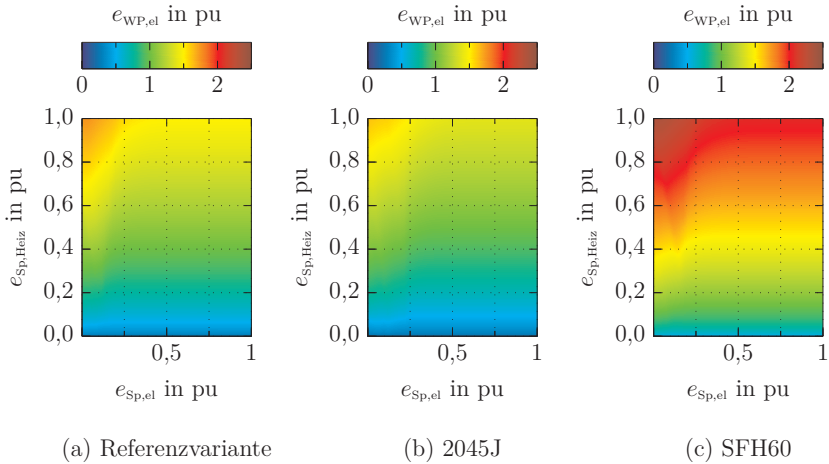 e_WP,el in pu e_WP,el in pu e_WP,el in pu
0 1 2 0 1 2 0 1 2
1,0 1,0 1,0
0,8 0,8 0,8
0,6 0,6 0,6
0,4 0,4 0,4
0,2 0,2 0,2
0,0 0,0 0,0
e_Sp,Heiz in pu e_Sp,Heiz in pu e_Sp,Heiz in pu
0,5 1 0,5 1 0,5 1
e_Sp,el in pu e_Sp,el in pu e_Sp,el in pu
(a) Referenzvariante (b) 2045J (c) SFH60